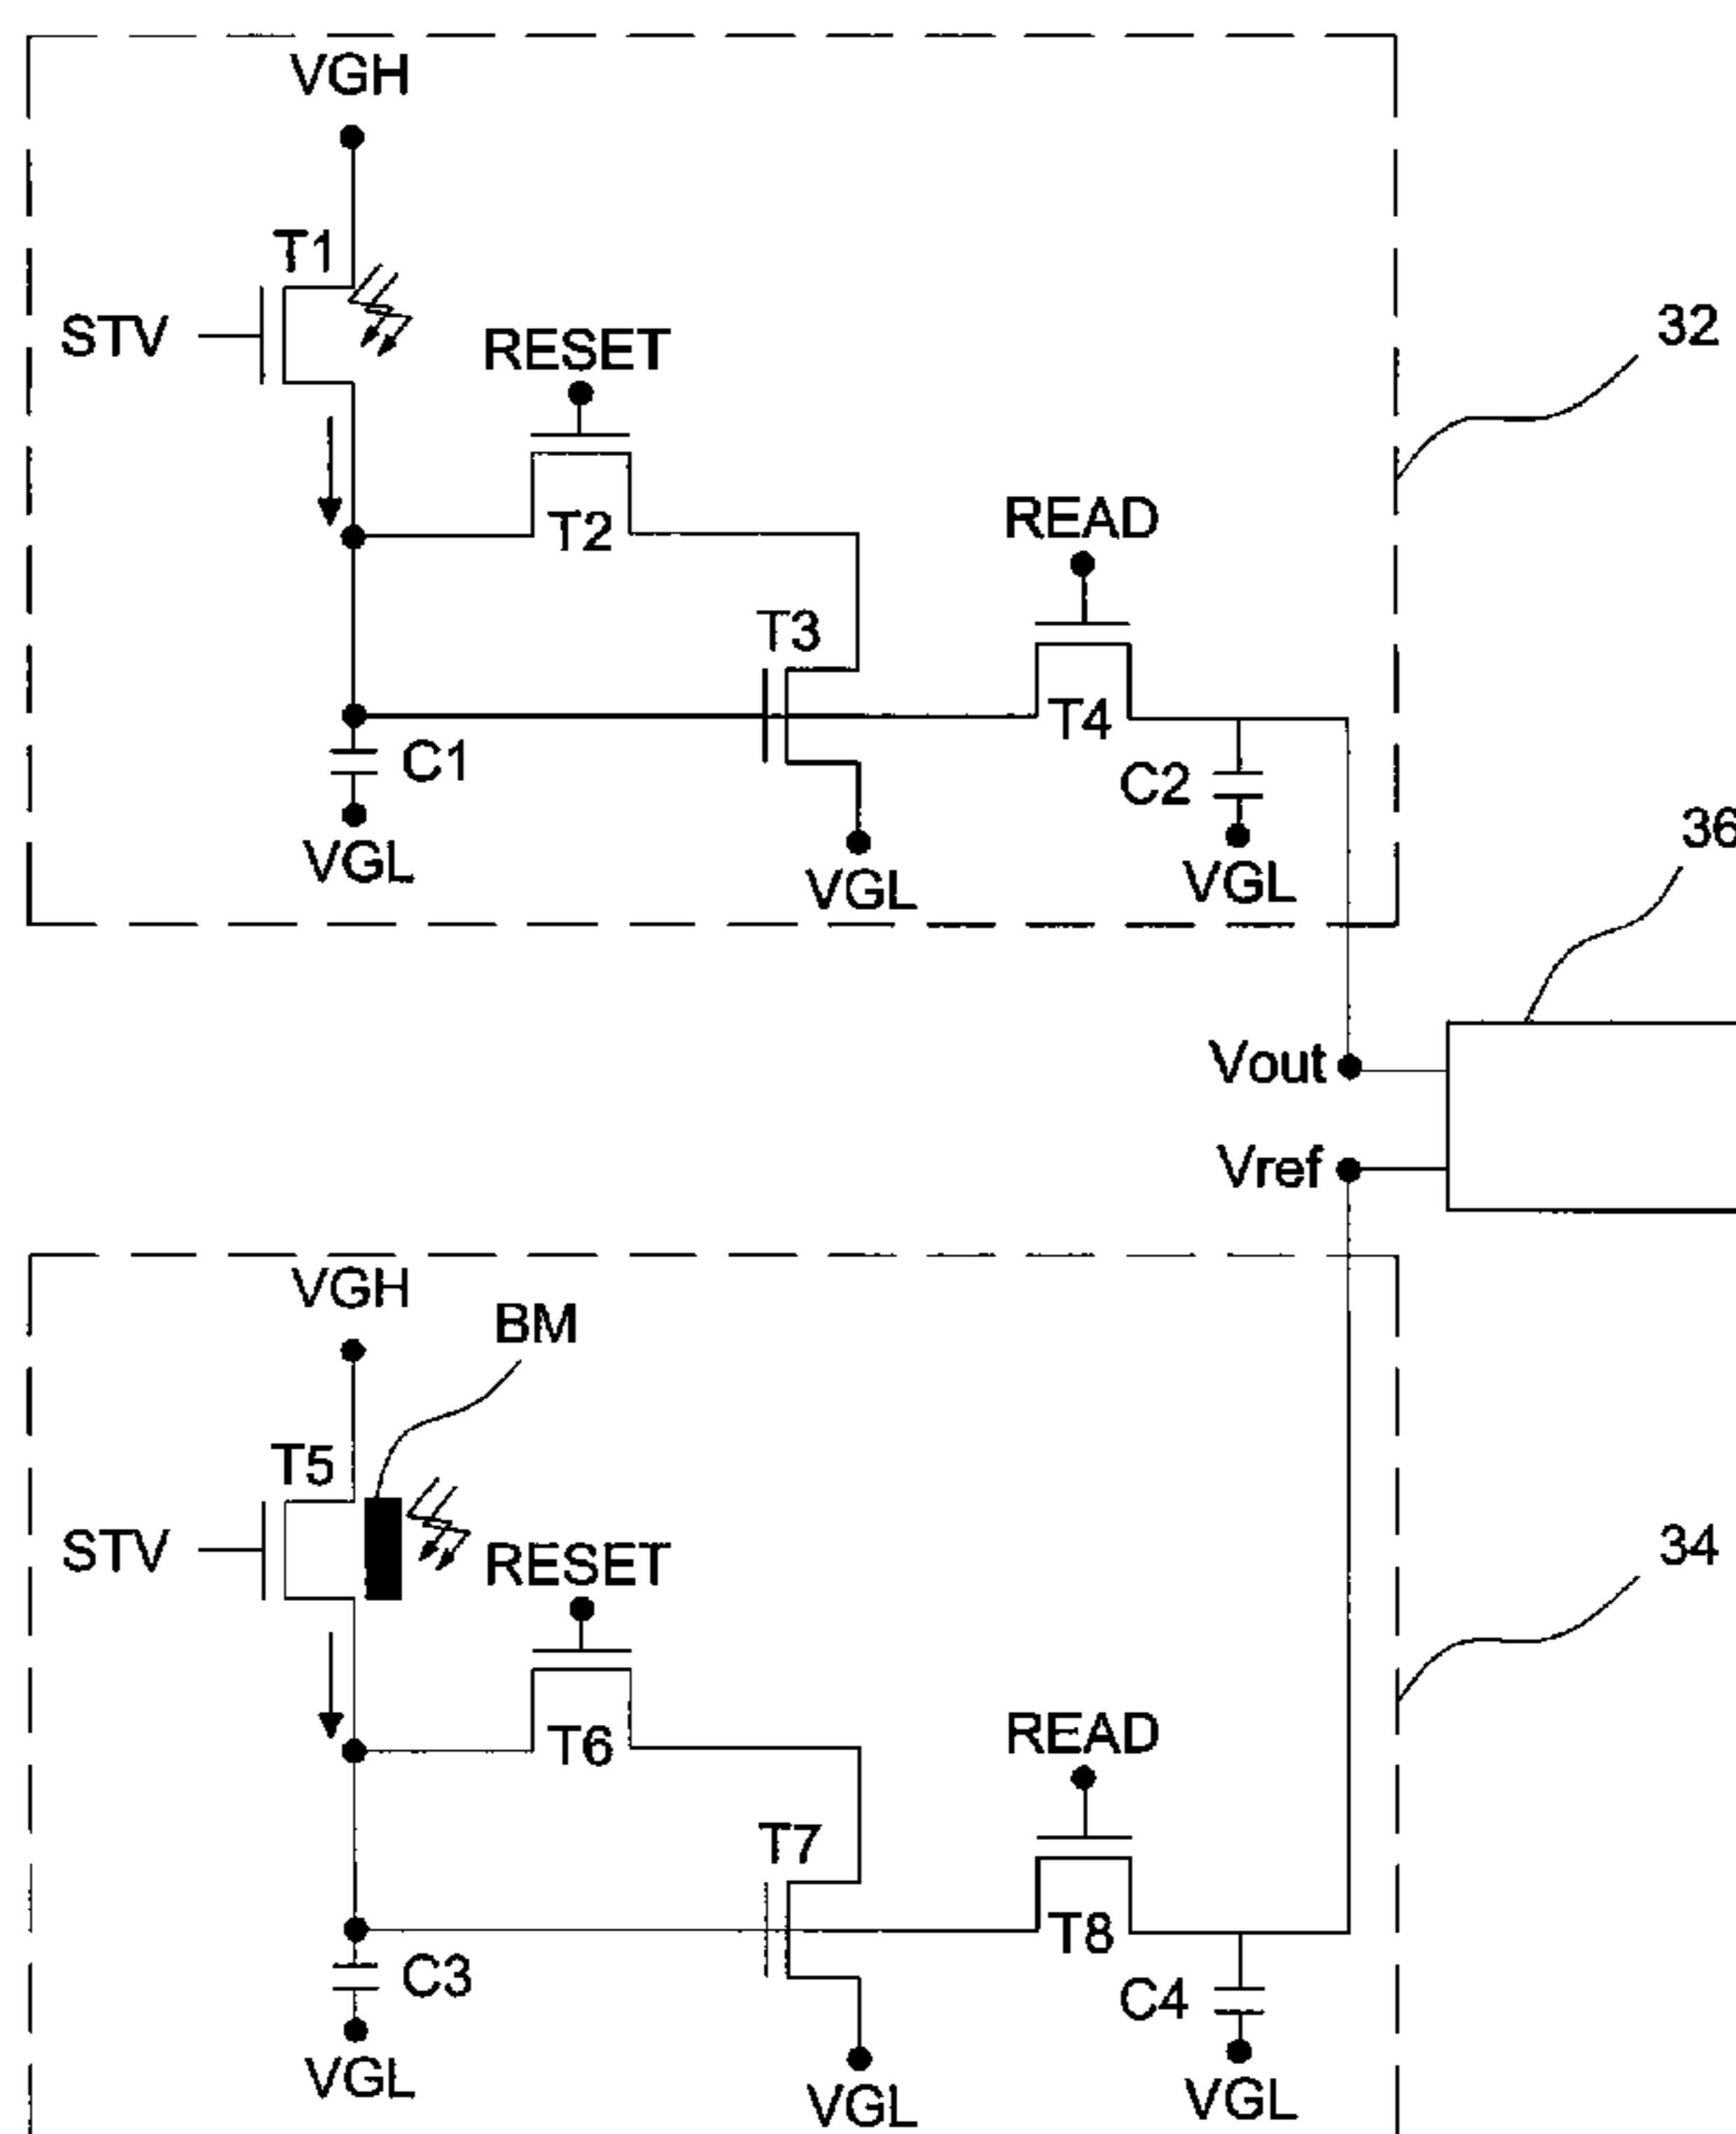 VGH
T1
STV
RESET
32
T2
READ
T3
T4
C1
C2
VGL
VGL
VGL
36
Vout
Vref
VGH
BM
T5
STV
RESET
34
T6
READ
T7
T8
C3
C4
VGL
VGL
VGL